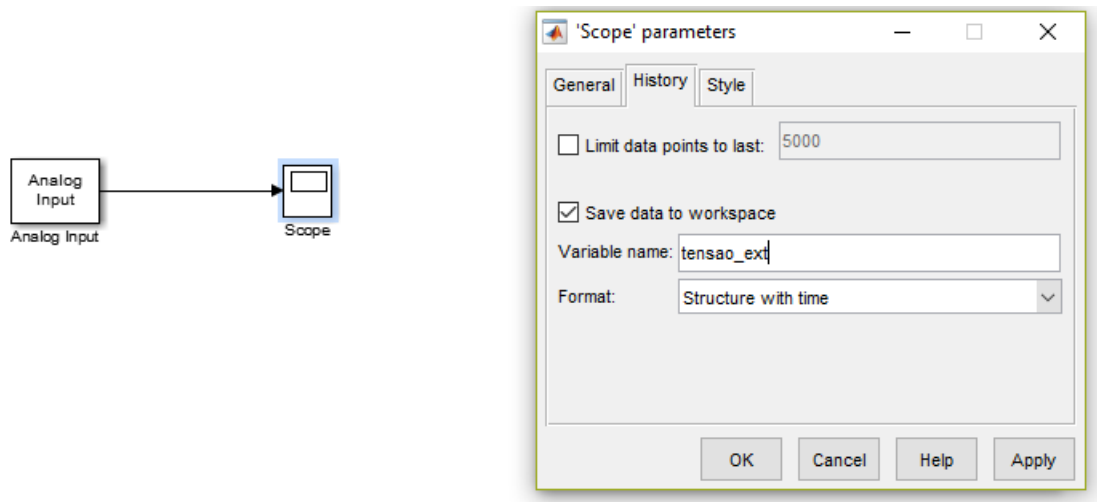 Analog
Input
Analog Input
Scope
'Scope' parameters
General History Style
Limit data points to last: 5000
Save data to workspace
Variable name: tensao_ext
Format: Structure with time
OK Cancel Help Apply